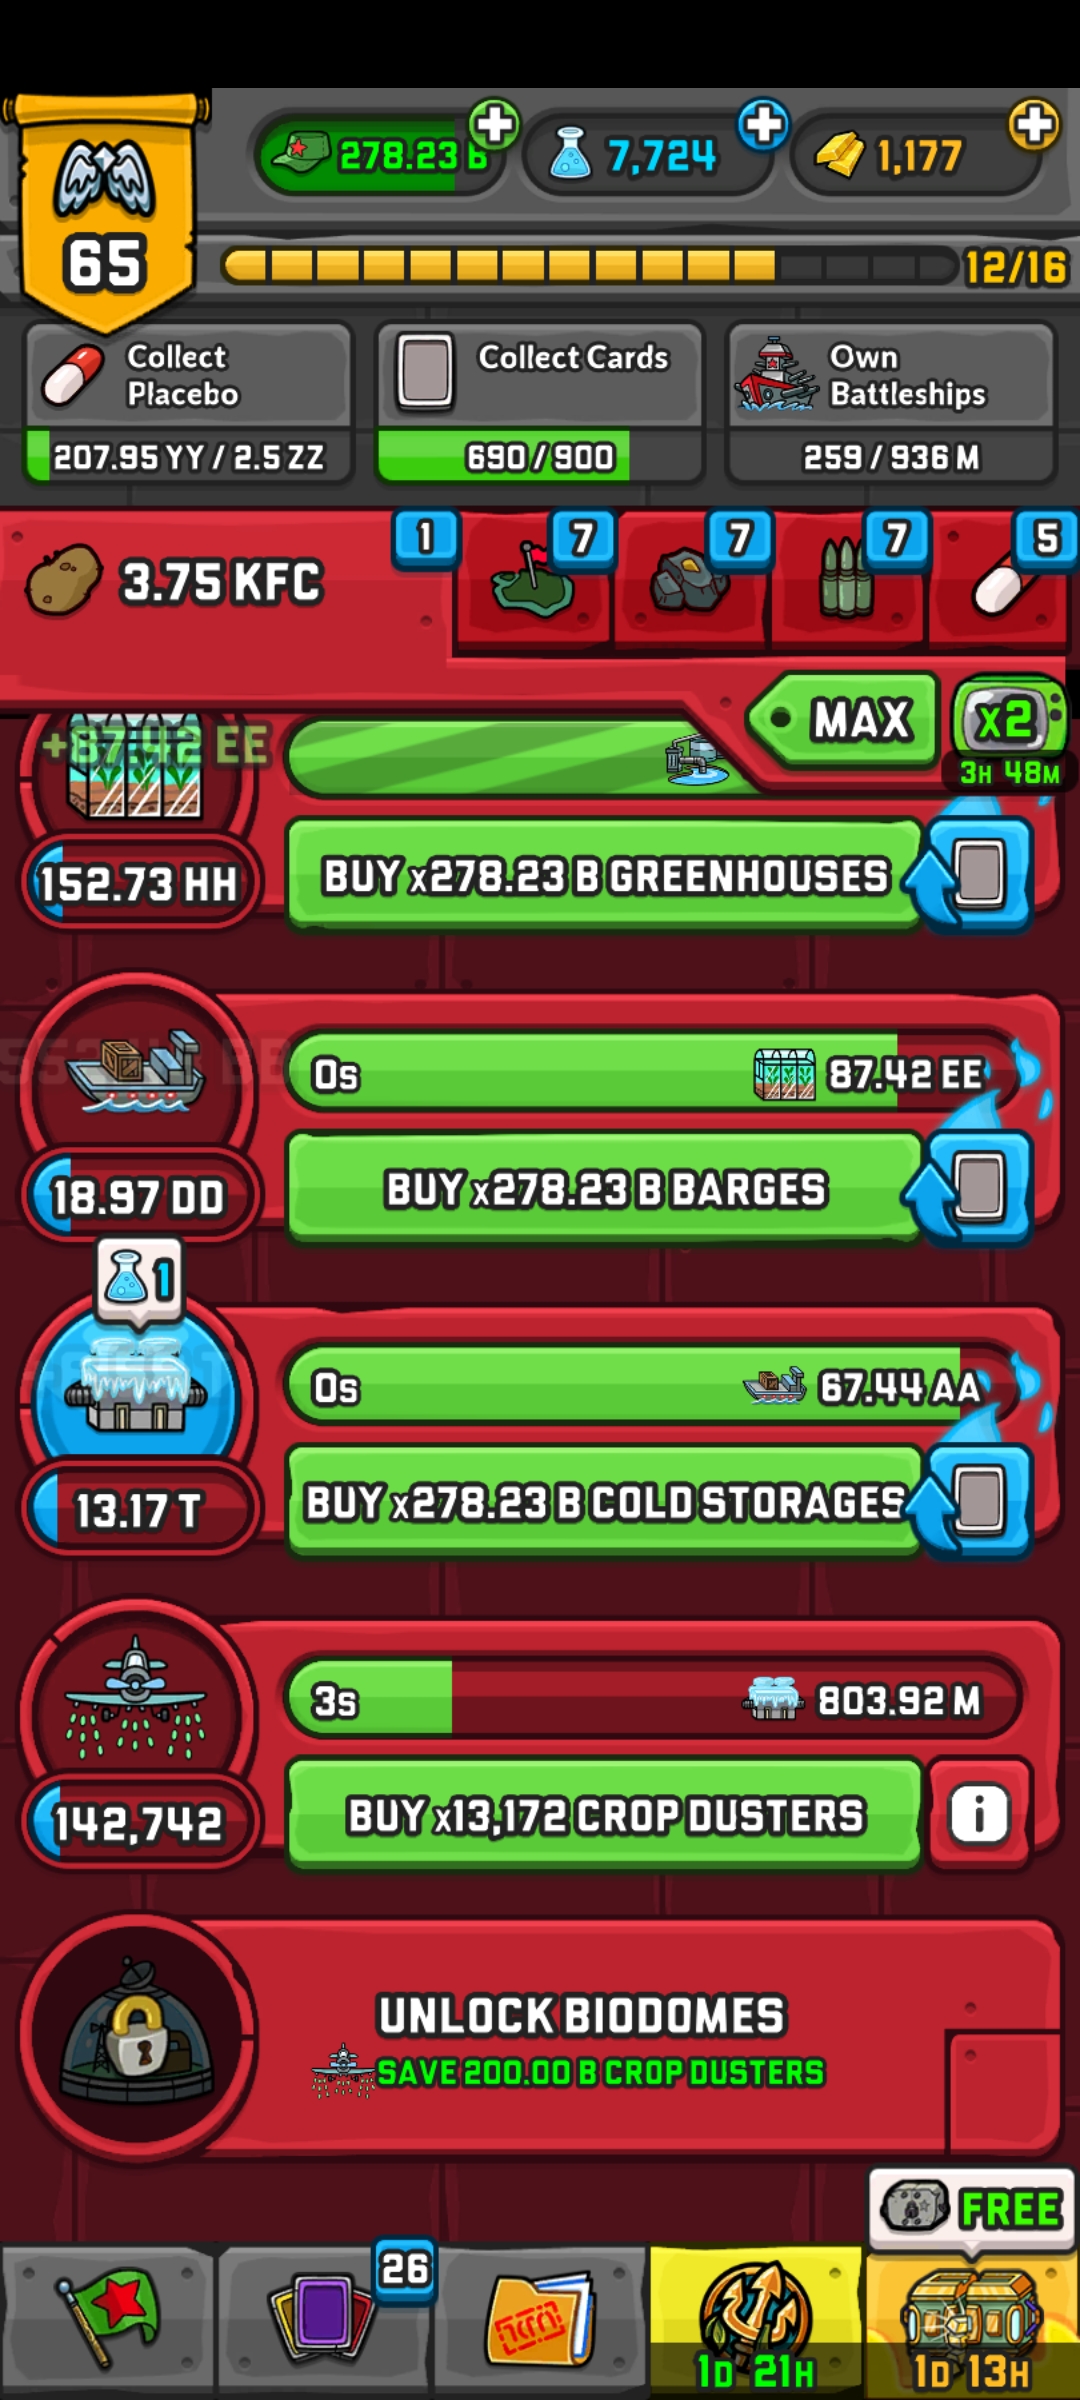 278.23 B
7,724
1,177
65
12/16
Collect
Placebo
207.95 YY / 2.5 ZZ
Collect Cards
690 / 900
Own
Battleships
259 / 936 M
3.75 KFC
1
7
7
7
5
MAX
x2
3H 48M
+87.42 EE
152.73 HH
BUY x278.23 B GREENHOUSES
0s
87.42 EE
18.97 DD
BUY x278.23 B BARGES
1
0s
67.44 AA
13.17 T
BUY x278.23 B COLD STORAGES
3s
803.92 M
142,742
BUY x13,172 CROP DUSTERS
i
UNLOCK BIODOMES
SAVE 200.00 B CROP DUSTERS
FREE
26
1D 21H
1D 13H